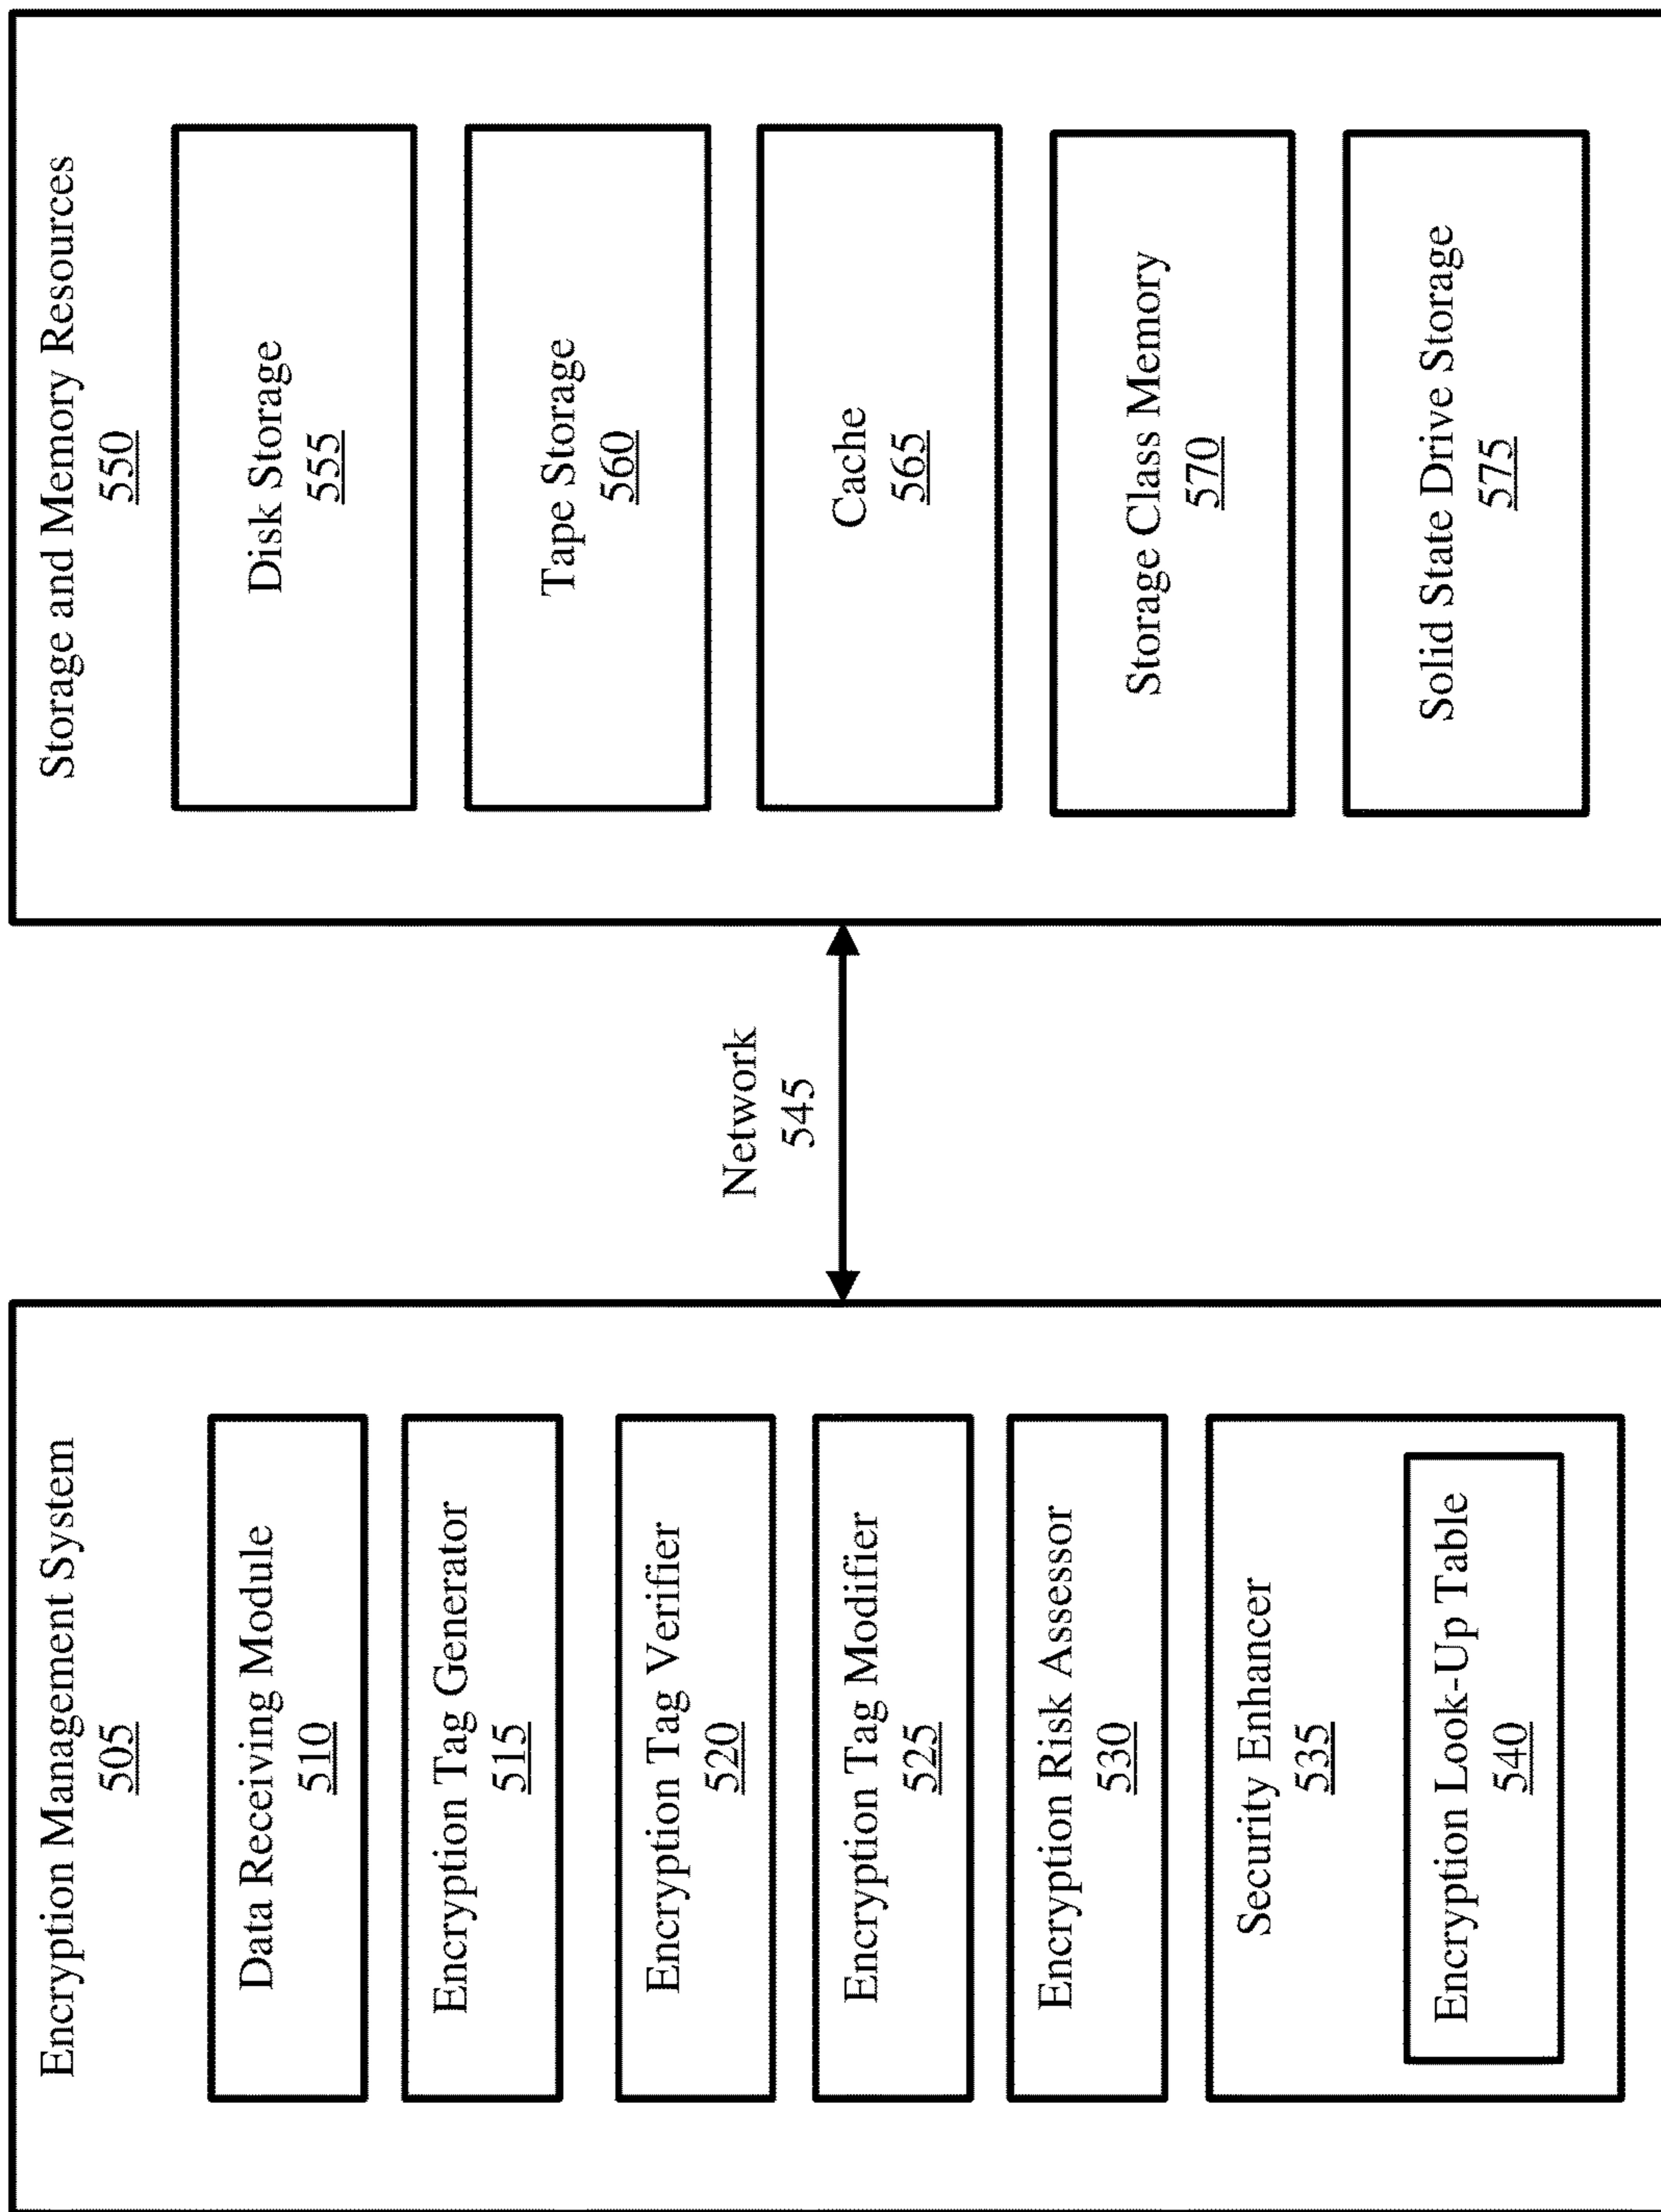 Encryption Management System
505
Data Receiving Module
510
Encryption Tag Generator
515
Encryption Tag Verifier
520
Encryption Tag Modifier
525
Encryption Risk Assessor
530
Security Enhancer
535
Encryption Look-Up Table
540
Network
545
Storage and Memory Resources
550
Disk Storage
555
Tape Storage
560
Cache
565
Storage Class Memory
570
Solid State Drive Storage
575